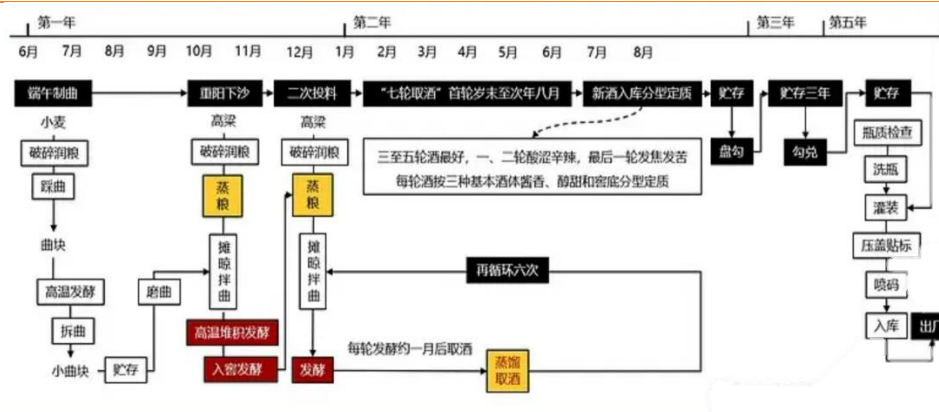 第一年
第二年
第三年
第五年
6月 7月 8月 9月 10月 11月 12月 1月 2月 3月 4月 5月 6月 7月 8月
端午制曲
重阳下沙
二次投料
“七轮取酒”首轮岁末至次年八月
新酒入库分型定质
贮存
贮存三年
贮存
小麦
破碎润粮
踩曲
曲块
高温发酵
拆曲
小曲块
贮存
磨曲
高粱
破碎润粮
蒸粮
摊晾拌曲
高温堆积发酵
入窖发酵
高粱
破碎润粮
蒸粮
摊晾拌曲
发酵
三至五轮酒最好，一、二轮酸涩辛辣，最后一轮发焦发苦
每轮酒按三种基本酒体酱香、醇甜和窖底分型定质
再循环六次
每轮发酵约一月后取酒
蒸馏
取酒
盘勾
勾兑
瓶质检查
洗瓶
灌装
压盖贴标
喷码
入库
出